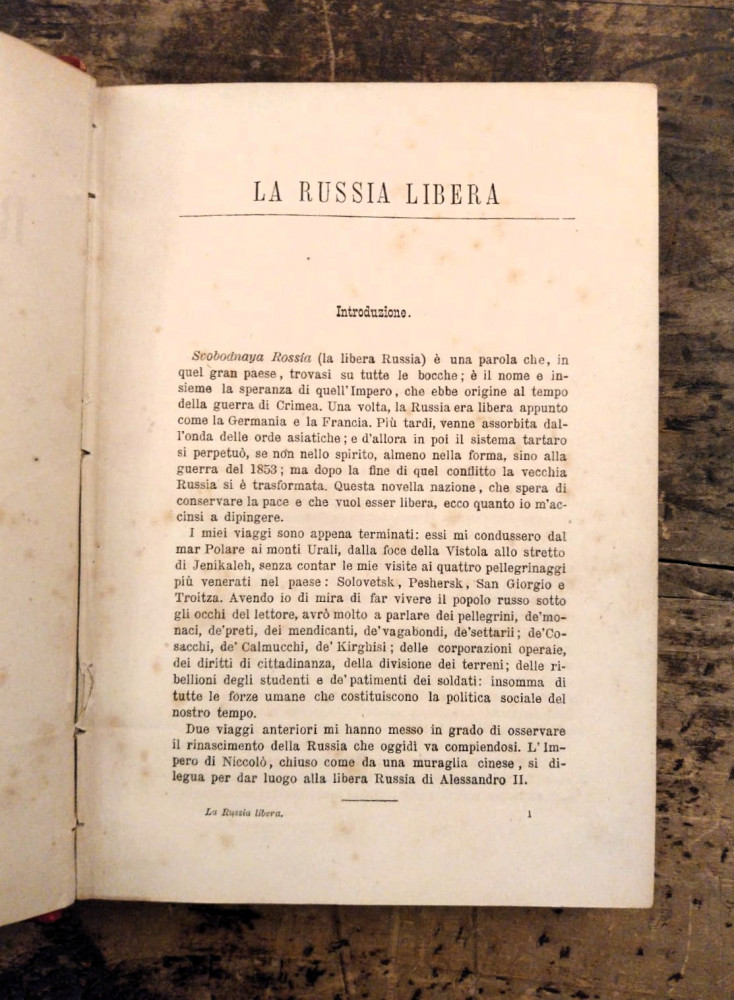 LA RUSSIA LIBERA
Introduzione.
Svobodnaya Rossia (la libera Russia) è una parola che, in
quel gran paese, trovasi su tutte le bocche; è il nome e in-
sieme la speranza di quell'Impero, che ebbe origine al tempo
della guerra di Crimea. Una volta, la Russia era libera appunto
come la Germania e la Francia. Più tardi, venne assorbita dal-
l'onda delle orde asiatiche; e d'allora in poi il sistema tartaro
si perpetuò, se non nello spirito, almeno nella forma, sino alla
guerra del 1853; ma dopo la fine di quel conflitto la vecchia
Russia si è trasformata. Questa novella nazione, che spera di
conservare la pace e che vuol esser libera, ecco quanto io m'ac-
cinsi a dipingere.
I miei viaggi sono appena terminati: essi mi condussero dal
mar Polare ai monti Urali, dalla foce della Vistola allo stretto
di Jenikaleh, senza contar le mie visite ai quattro pellegrinaggi
più venerati nel paese: Solovetsk, Peshersk, San Giorgio e
Troitza. Avendo io di mira di far vivere il popolo russo sotto
gli occhi del lettore, avrò molto a parlare dei pellegrini, de'mo-
naci, de'preti, dei mendicanti, de'vagabondi, de'settarii; de'Co-
sacchi, de' Calmucchi, de' Kirghisi; delle corporazioni operaie,
dei diritti di cittadinanza, della divisione dei terreni; delle ri-
bellioni degli studenti e de'patimenti dei soldati: insomma di
tutte le forze umane che costituiscono la politica sociale del
nostro tempo.
Due viaggi anteriori mi hanno messo in grado di osservare
il rinascimento della Russia che oggidì va compiendosi. L'Im-
pero di Niccolò, chiuso come da una muraglia cinese, si di-
legua per dar luogo alla libera Russia di Alessandro II.
La Russia libera. 1